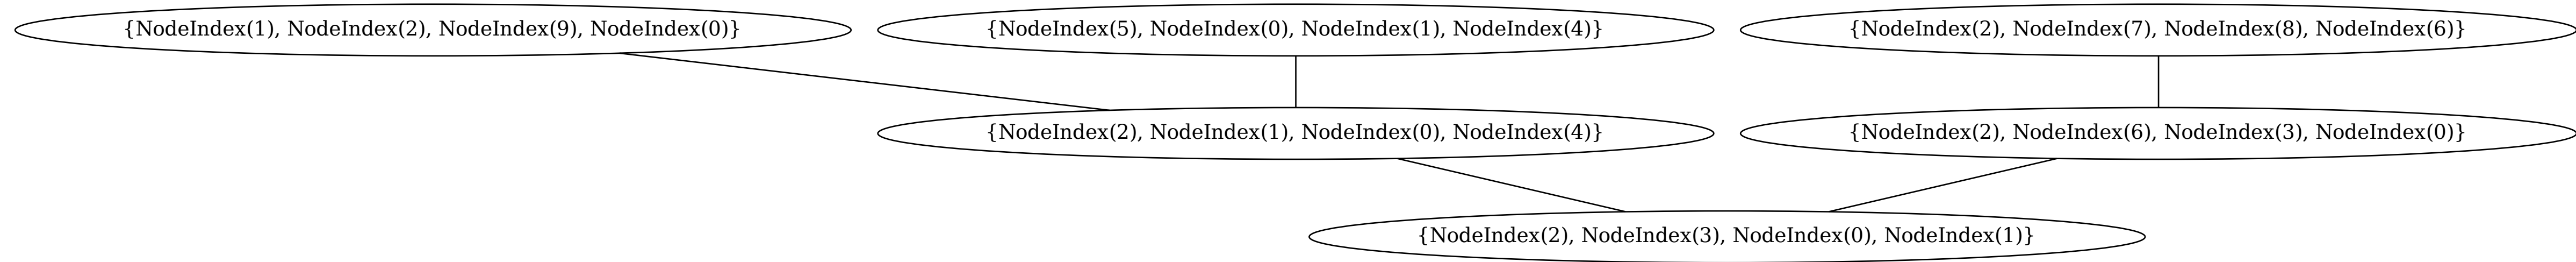 {NodeIndex(1), NodeIndex(2), NodeIndex(9), NodeIndex(0)}
{NodeIndex(5), NodeIndex(0), NodeIndex(1), NodeIndex(4)}
{NodeIndex(2), NodeIndex(7), NodeIndex(8), NodeIndex(6)}
{NodeIndex(2), NodeIndex(1), NodeIndex(0), NodeIndex(4)}
{NodeIndex(2), NodeIndex(6), NodeIndex(3), NodeIndex(0)}
{NodeIndex(2), NodeIndex(3), NodeIndex(0), NodeIndex(1)}